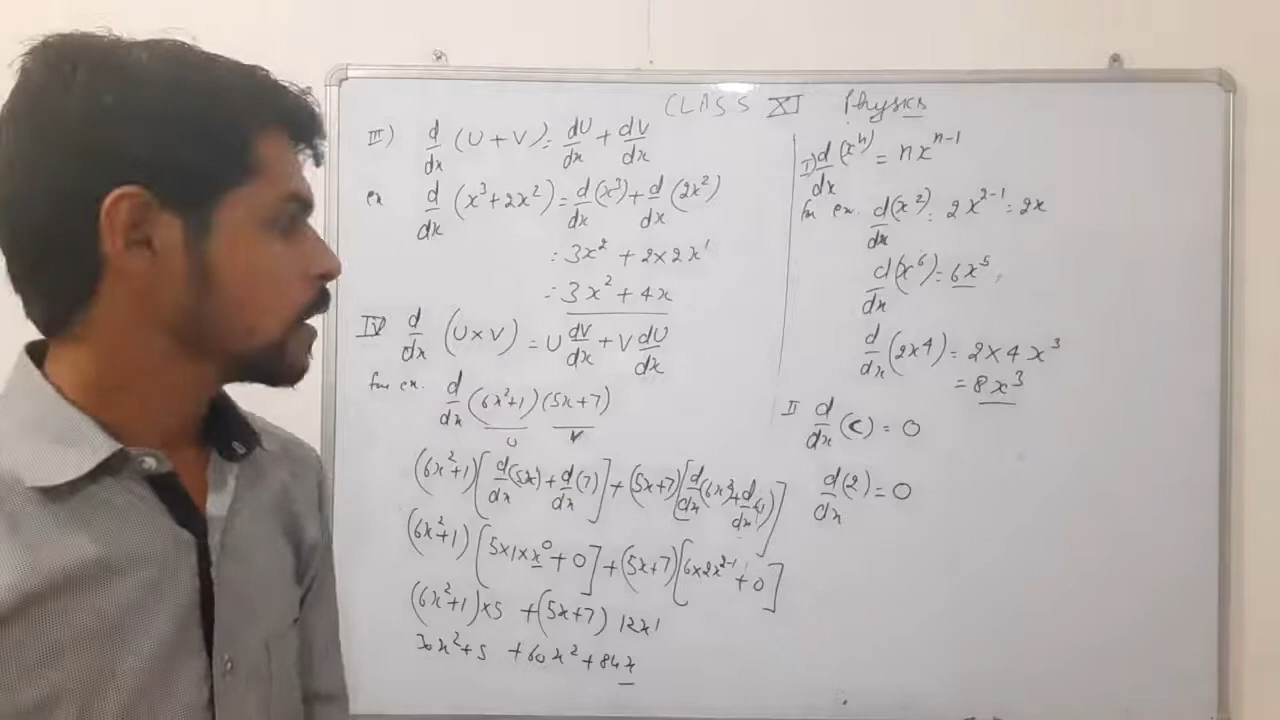 CLASS XI Physics
III) d/dx (U + V) = dU/dx + dV/dx
ex d/dx (x³+2x²) = d/dx (x³) + d/dx (2x²)
= 3x² + 2×2x¹
= 3x² + 4x
IV d/dx (U×V) = U dV/dx + V dU/dx
for ex. d/dx (6x²+1) (5x+7)
U V
(6x²+1) [d/dx (5x) + d/dx (7)] + (5x+7) [d/dx (6x²) + d/dx (1)]
(6x²+1) [5×1×x⁰ + 0] + (5x+7) [6×2x²⁻¹ + 0]
(6x²+1)×5 + (5x+7) 12x¹
30x²+5 + 60x² + 84x
I) d/dx (xⁿ) = nxⁿ⁻¹
for ex. d/dx (x²) = 2x²⁻¹ = 2x
d/dx (x⁶) = 6x⁵
d/dx (2x4) = 2×4x³
= 8x³
II d/dx (c) = 0
d/dx (2) = 0